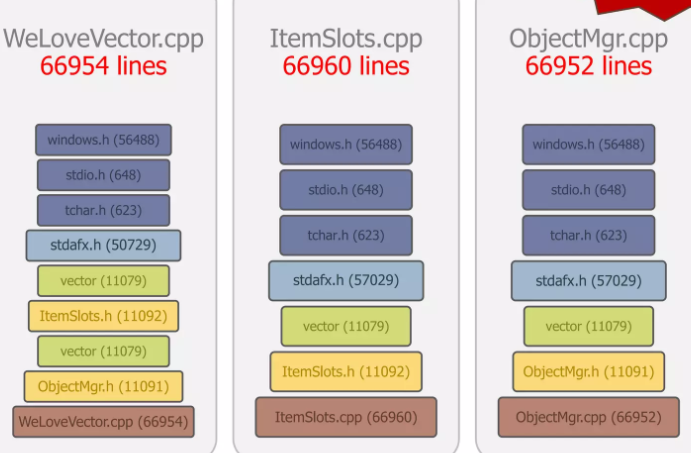 WeLoveVector.cpp
66954 lines
windows.h (56488)
stdio.h (648)
tchar.h (623)
stdafx.h (50729)
vector (11079)
ItemSlots.h (11092)
vector (11079)
ObjectMgr.h (11091)
WeLoveVector.cpp (66954)
ItemSlots.cpp
66960 lines
windows.h (56488)
stdio.h (648)
tchar.h (623)
stdafx.h (57029)
vector (11079)
ItemSlots.h (11092)
ItemSlots.cpp (66960)
ObjectMgr.cpp
66952 lines
windows.h (56488)
stdio.h (648)
tchar.h (623)
stdafx.h (57029)
vector (11079)
ObjectMgr.h (11091)
ObjectMgr.cpp (66952)